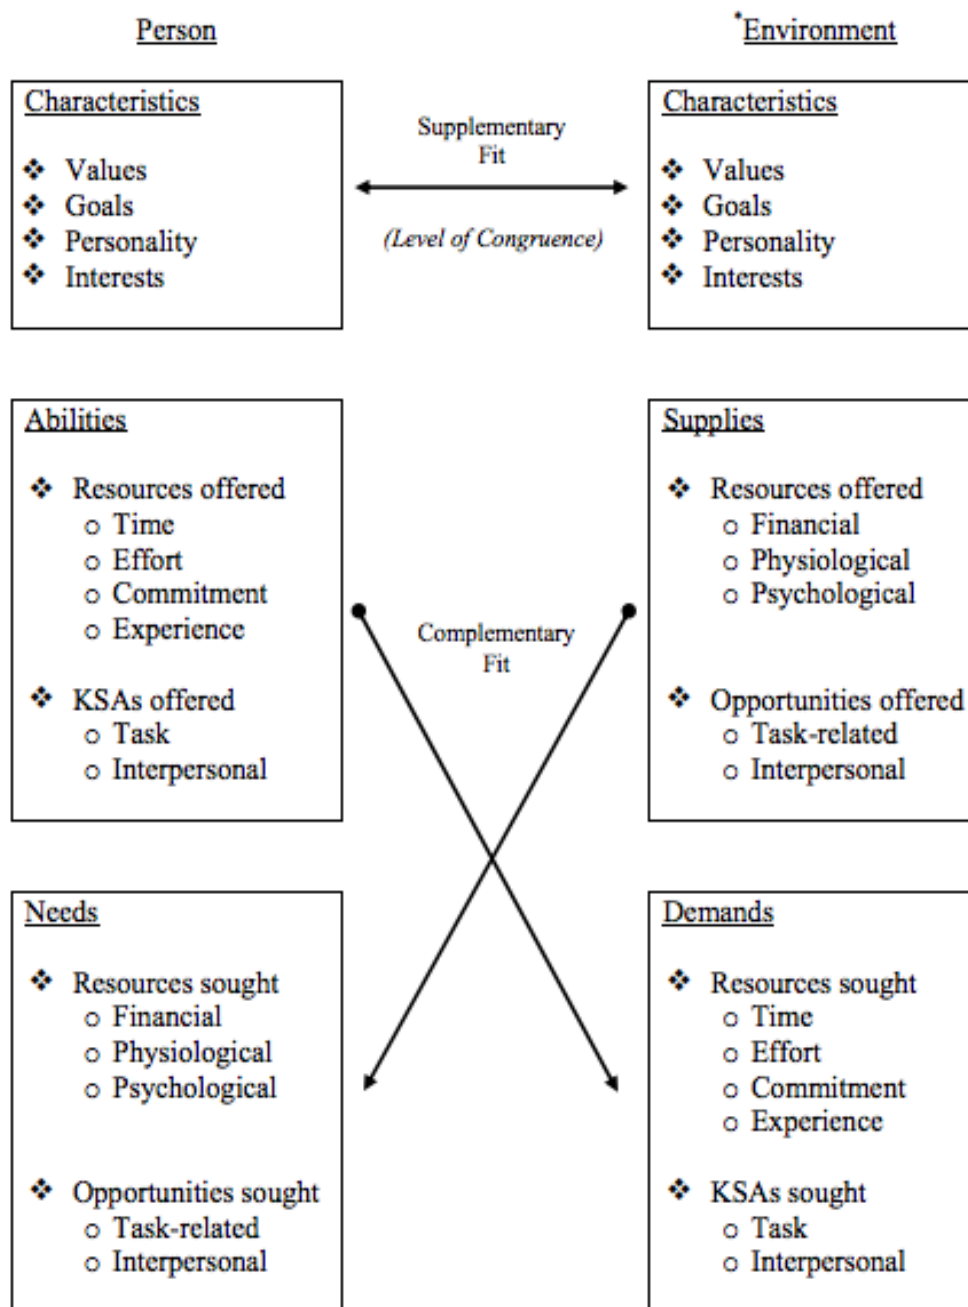 Person
*Environment
Characteristics
❖ Values
❖ Goals
❖ Personality
❖ Interests
Supplementary
Fit
(Level of Congruence)
Characteristics
❖ Values
❖ Goals
❖ Personality
❖ Interests
Abilities
❖ Resources offered
o Time
o Effort
o Commitment
o Experience
❖ KSAs offered
o Task
o Interpersonal
Complementary
Fit
Supplies
❖ Resources offered
o Financial
o Physiological
o Psychological
❖ Opportunities offered
o Task-related
o Interpersonal
Needs
❖ Resources sought
o Financial
o Physiological
o Psychological
❖ Opportunities sought
o Task-related
o Interpersonal
Demands
❖ Resources sought
o Time
o Effort
o Commitment
o Experience
❖ KSAs sought
o Task
o Interpersonal